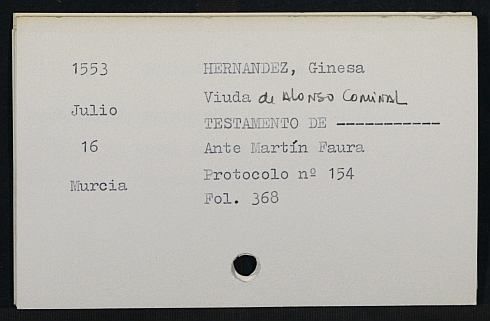 1553
HERNANDEZ, Ginesa
Viuda de ALONSO
Julio
TESTAMENTO DE -----------
16
Ante Martín Faura
Protocolo nº 154
Murcia
Fol. 368